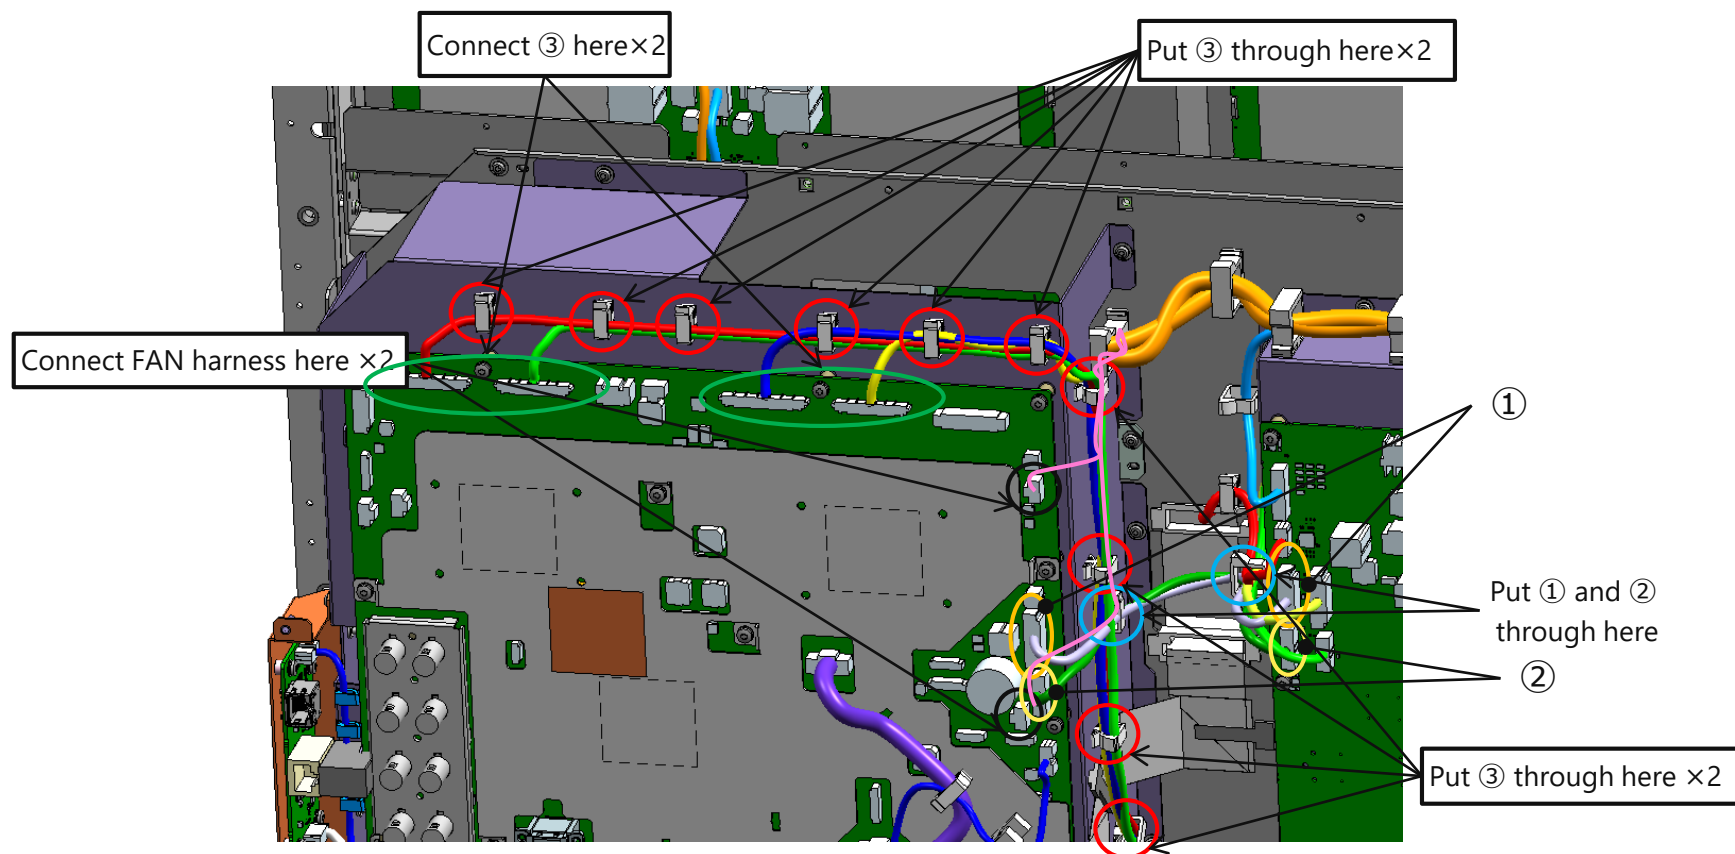 Connect ③ here×2
Put ③ through here×2
Connect FAN harness here ×2
①
Put ① and ②
through here
②
Put ③ through here ×2